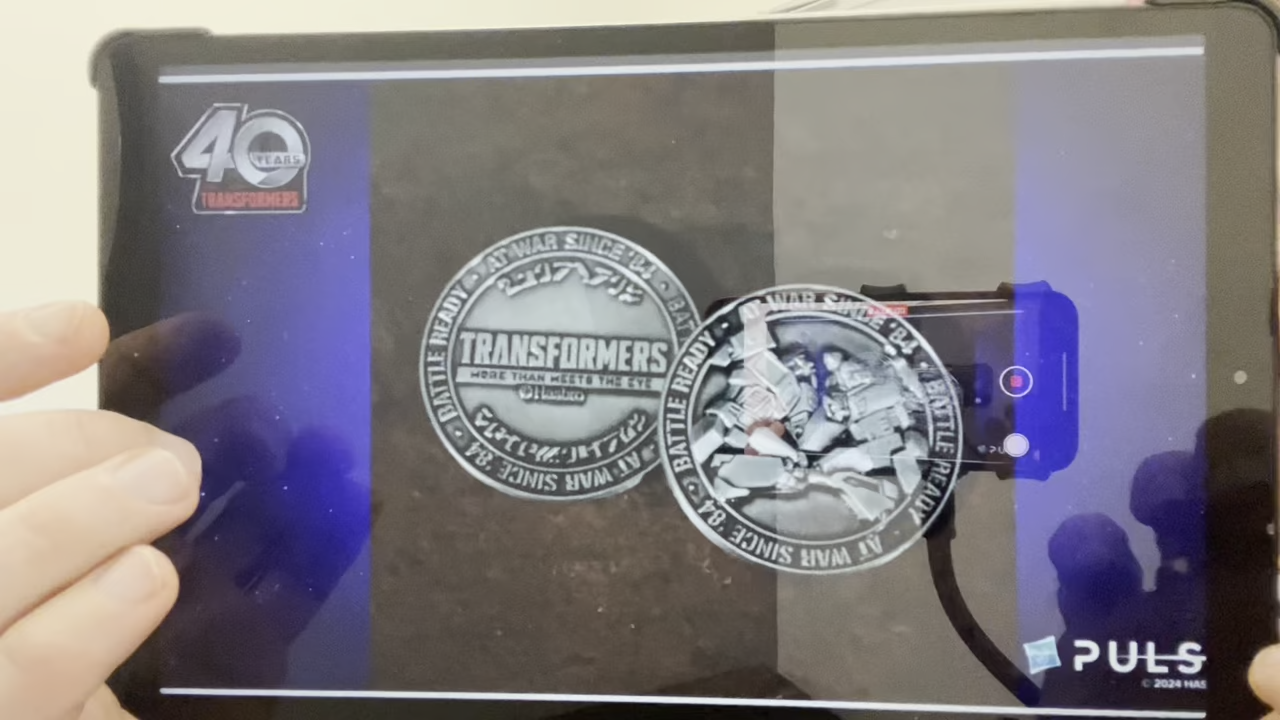 40
YEARS
TRANSFORMERS
AT WAR SINCE '84 · BATTLE READY · AT WAR SINCE '84 · BAT
TRANSFORMERS
MORE THAN MEETS THE EYE
Hasbro
AT WAR SINCE '84 · BATTLE READY · AT WAR SINCE '84 · BATTLE READY
PULS
© 2024 HAS